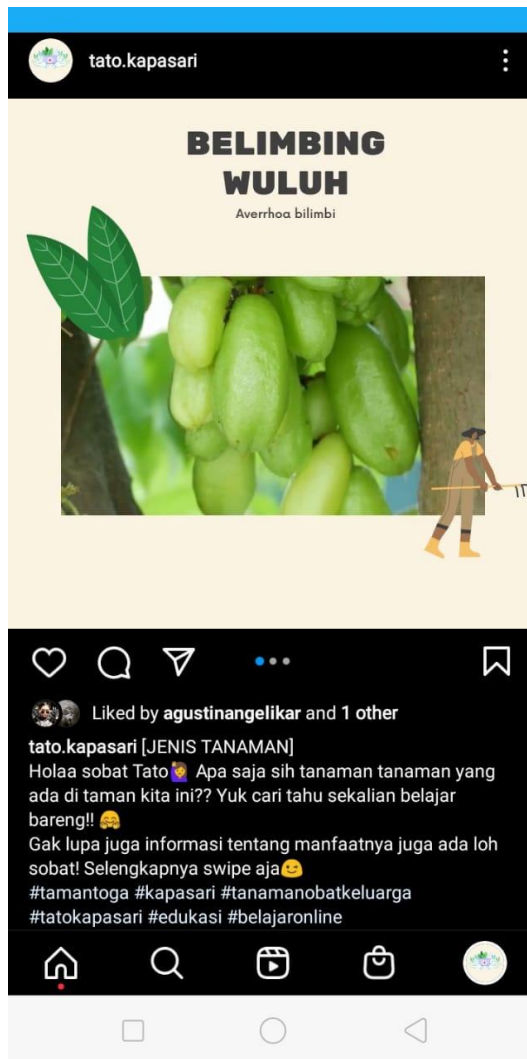 tato.kapasari
BELIMBING
WULUH
Averrhoa bilimbi
Liked by agustinangelikar and 1 other
tato.kapasari [JENIS TANAMAN]
Holaa sobat Tato🙋‍♀️ Apa saja sih tanaman tanaman yang
ada di taman kita ini?? Yuk cari tahu sekalian belajar
bareng!! 🤗
Gak lupa juga informasi tentang manfaatnya juga ada loh
sobat! Selengkapnya swipe aja😉
#tamantoga #kapasari #tanamanobatkeluarga
#tatokapasari #edukasi #belajaronline